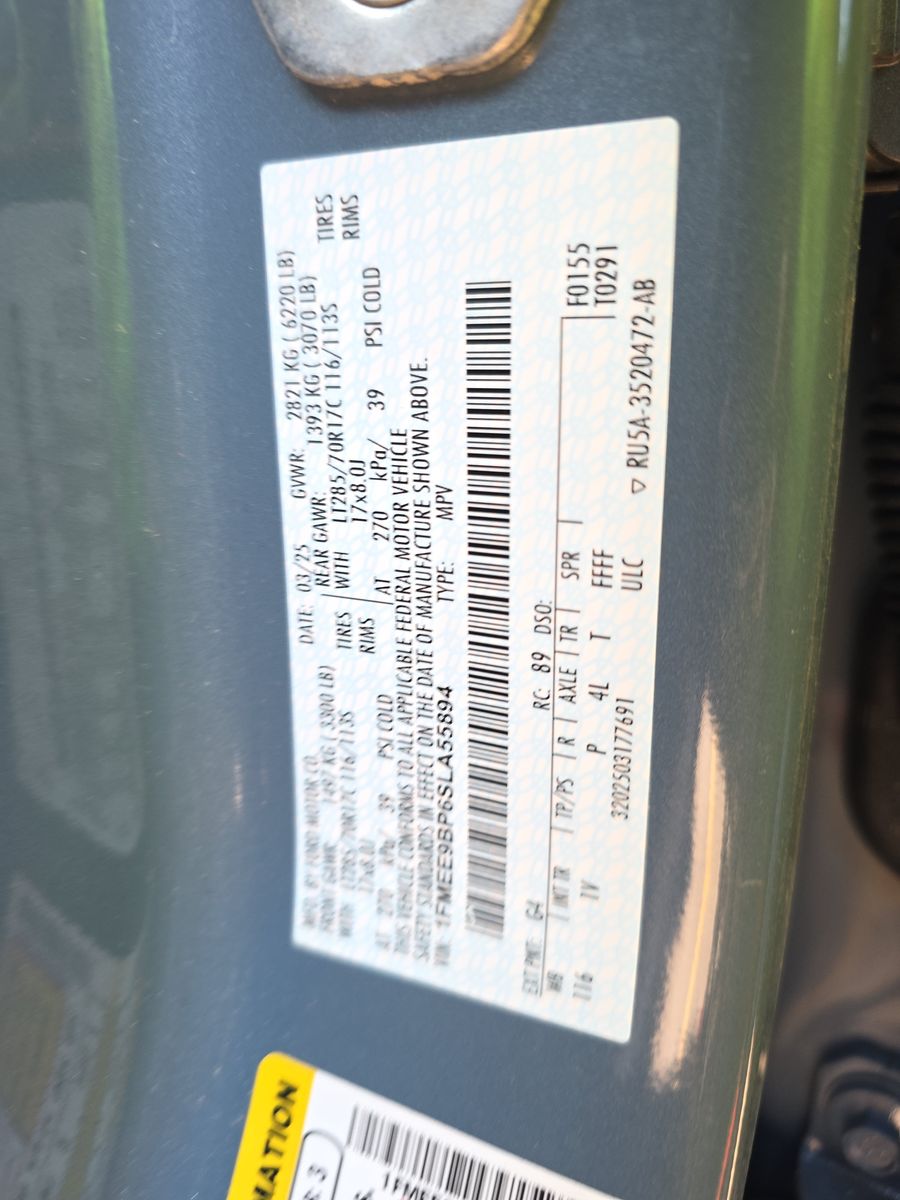 MFD. BY FORD MOTOR CO. DATE: 03/25 GVWR: 2821 KG ( 6220 LB)
FRONT GAWR: 1497 KG ( 3300 LB) REAR GAWR: 1393 KG ( 3070 LB)
WITH LT285/70R17C 116/113S TIRES WITH LT285/70R17C 116/113S TIRES
17x8.0J RIMS 17x8.0J RIMS
AT 270 kPa/ 39 PSI COLD AT 270 kPa/ 39 PSI COLD
THIS VEHICLE CONFORMS TO ALL APPLICABLE FEDERAL MOTOR VEHICLE
SAFETY STANDARDS IN EFFECT ON THE DATE OF MANUFACTURE SHOWN ABOVE.
VIN: 1FMEE9BP6SLA55894 TYPE: MPV
EXT PNT: G4 RC: 89 DSO:
WB INT TR TP/PS R AXLE TR SPR F0155
116 1V P 4L T FFFF T0291
3202503177691 ULC ▽ RU5A-3520472-AB
MATION
3